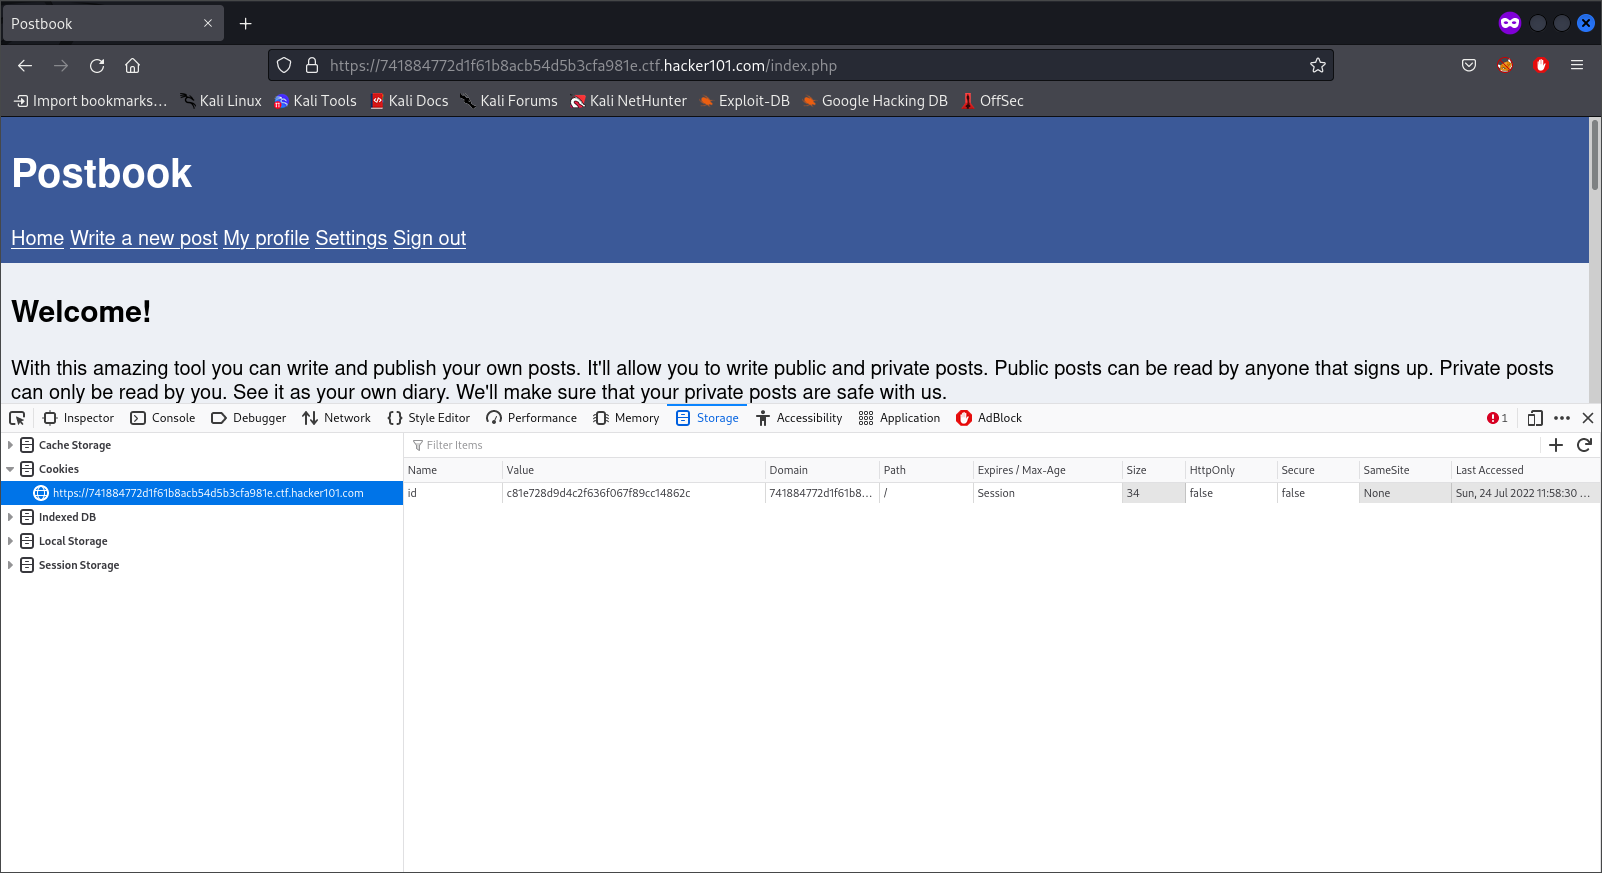 Postbook
https://741884772d1f61b8acb54d5b3cfa981e.ctf.hacker101.com/index.php
Import bookmarks... Kali Linux Kali Tools Kali Docs Kali Forums Kali NetHunter Exploit-DB Google Hacking DB OffSec
Postbook
Home Write a new post My profile Settings Sign out
Welcome!
With this amazing tool you can write and publish your own posts. It'll allow you to write public and private posts. Public posts can be read by anyone that signs up. Private posts
can only be read by you. See it as your own diary. We'll make sure that your private posts are safe with us.
Inspector Console Debugger Network Style Editor Performance Memory Storage Accessibility Application AdBlock 1
Cache Storage
Filter Items
Cookies
Name Value Domain Path Expires / Max-Age Size HttpOnly Secure SameSite Last Accessed
https://741884772d1f61b8acb54d5b3cfa981e.ctf.hacker101.com
id c81e728d9d4c2f636f067f89cc14862c 741884772d1f61b8... / Session 34 false false None Sun, 24 Jul 2022 11:58:30 ...
Indexed DB
Local Storage
Session Storage